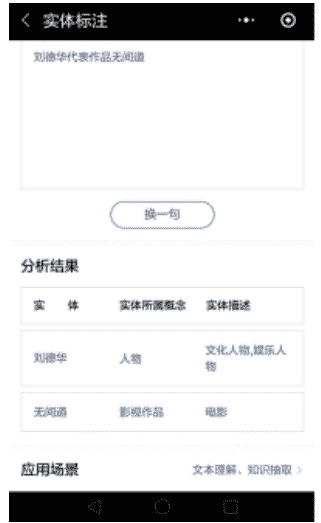 实体标注
刘德华代表作品无间道
换一句
分析结果
实 体 实体所属概念 实体描述
刘德华 人物 文化人物,娱乐人
物
无间道 影视作品 电影
应用场景 文本理解、知识抽取 >